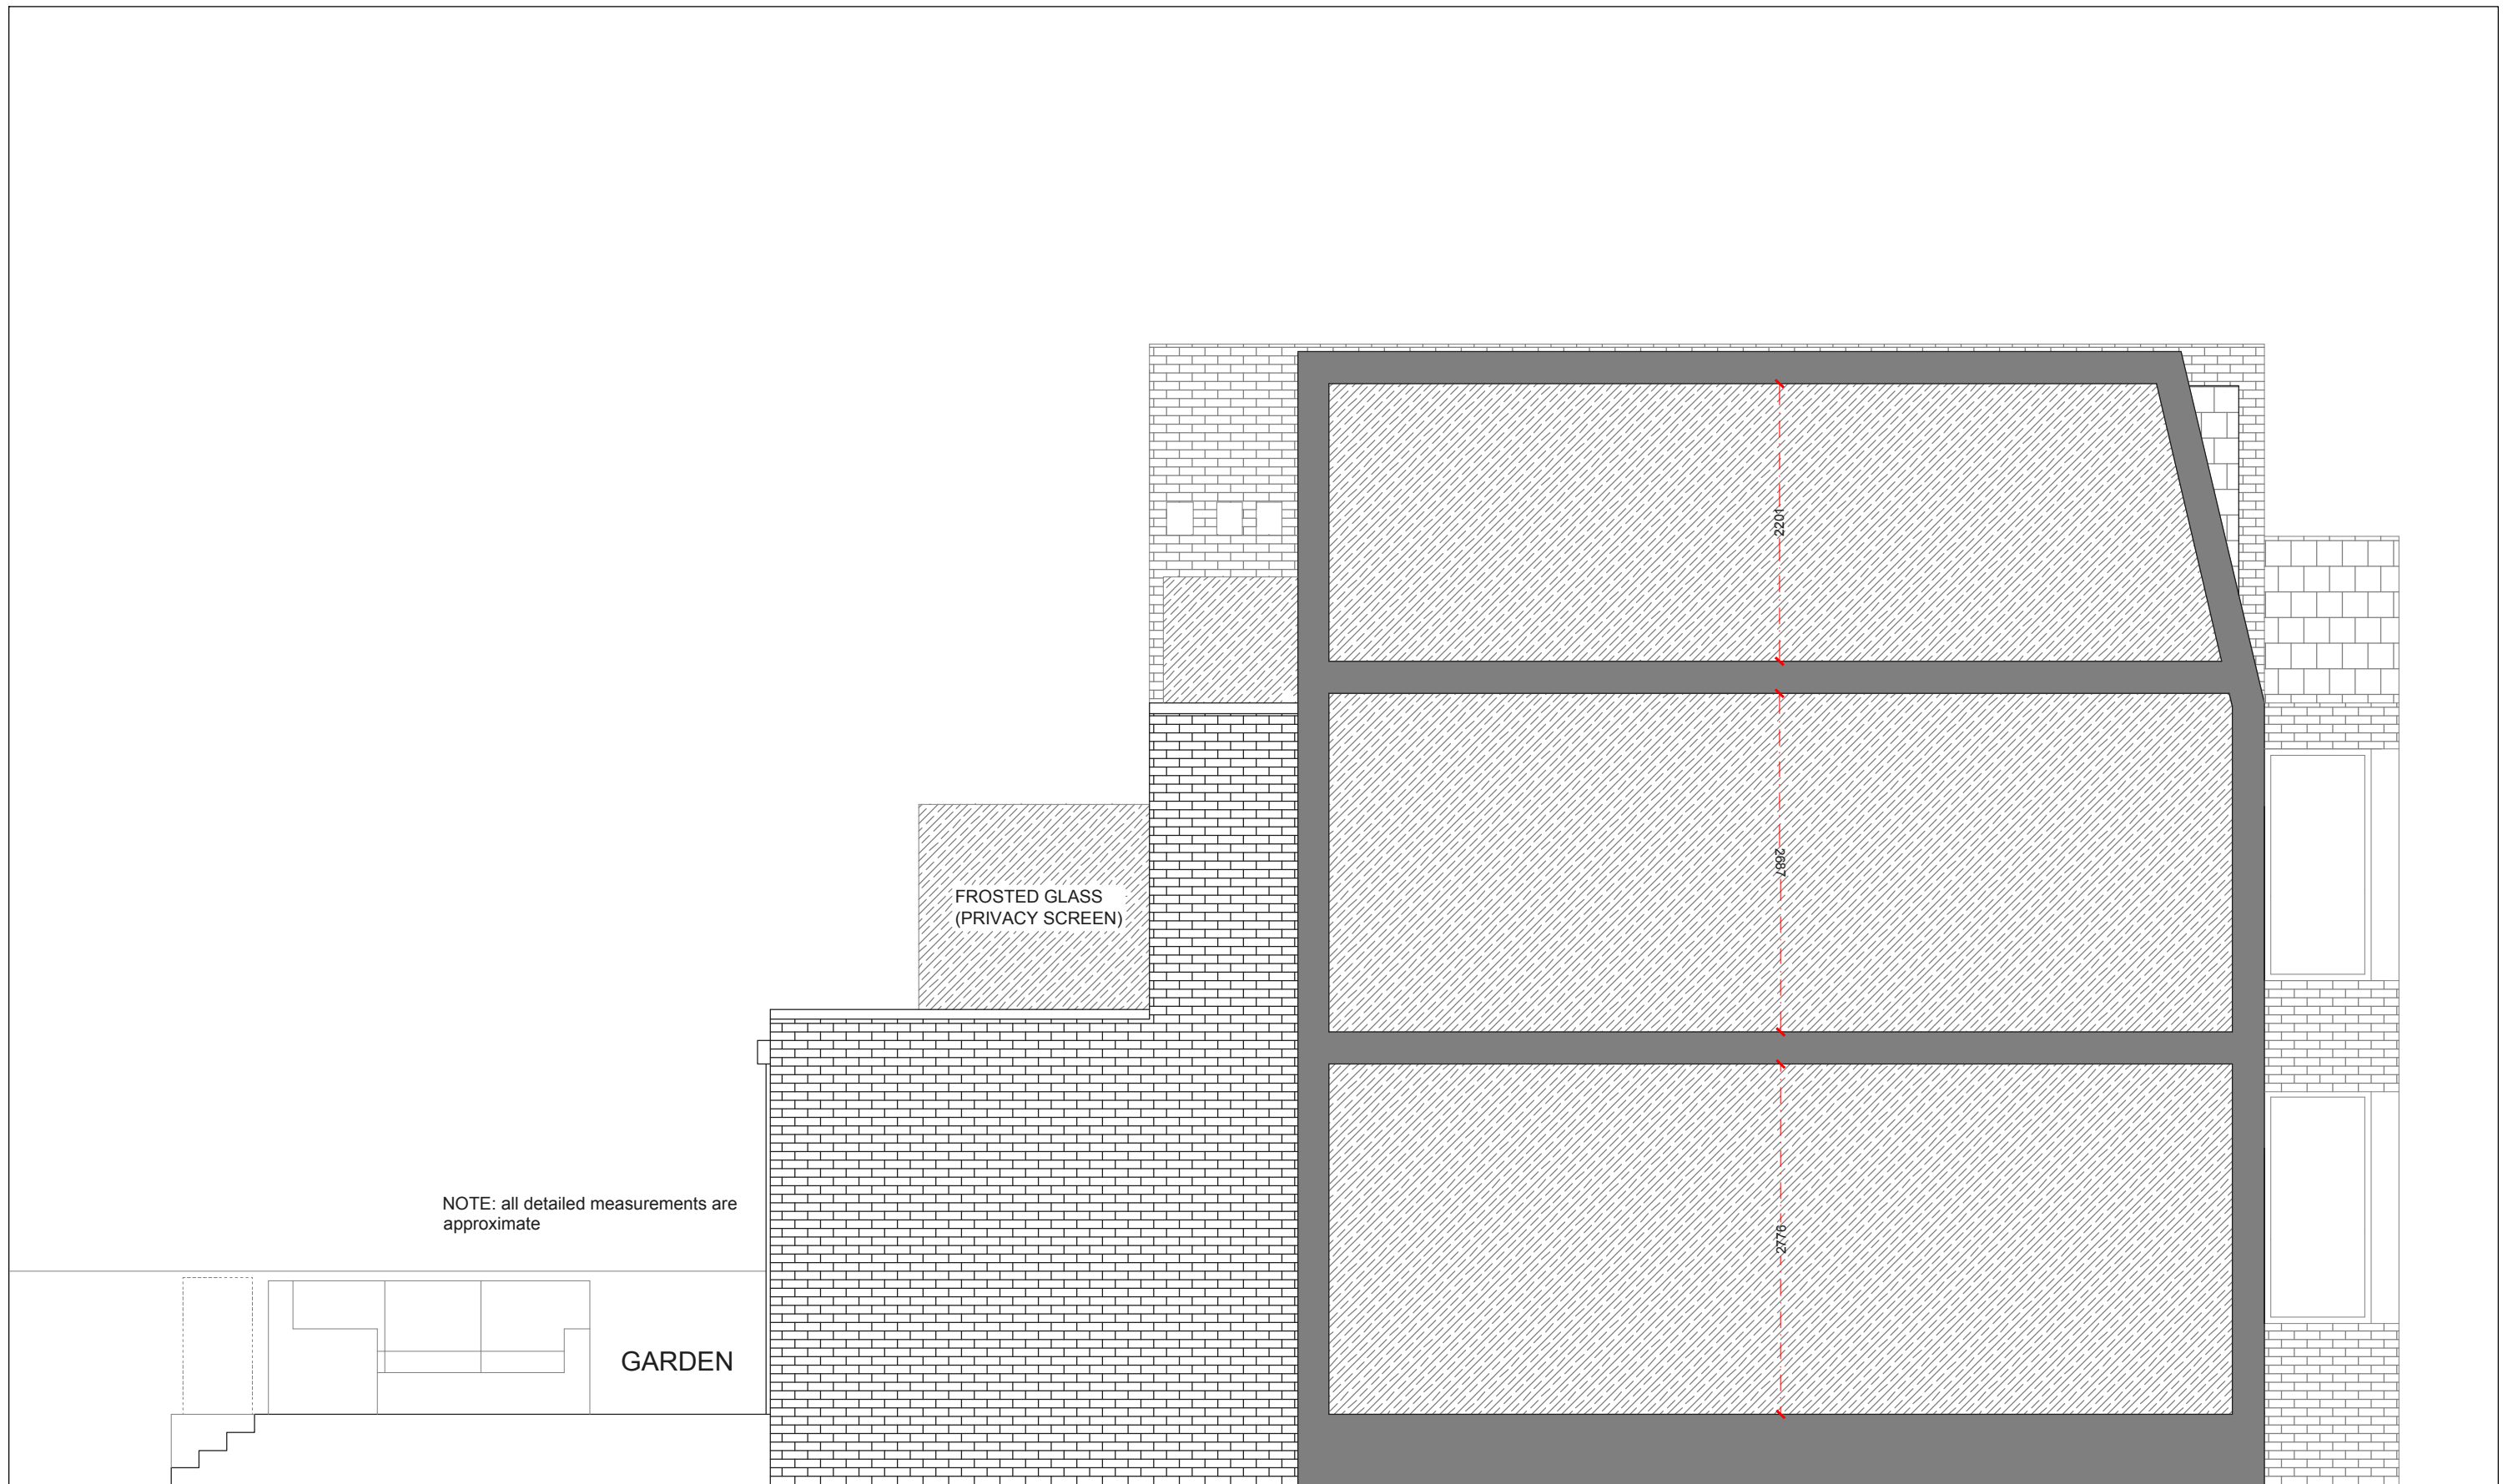 2201
2687
FROSTED GLASS
(PRIVACY SCREEN)
NOTE: all detailed measurements are
approximate
2776
GARDEN